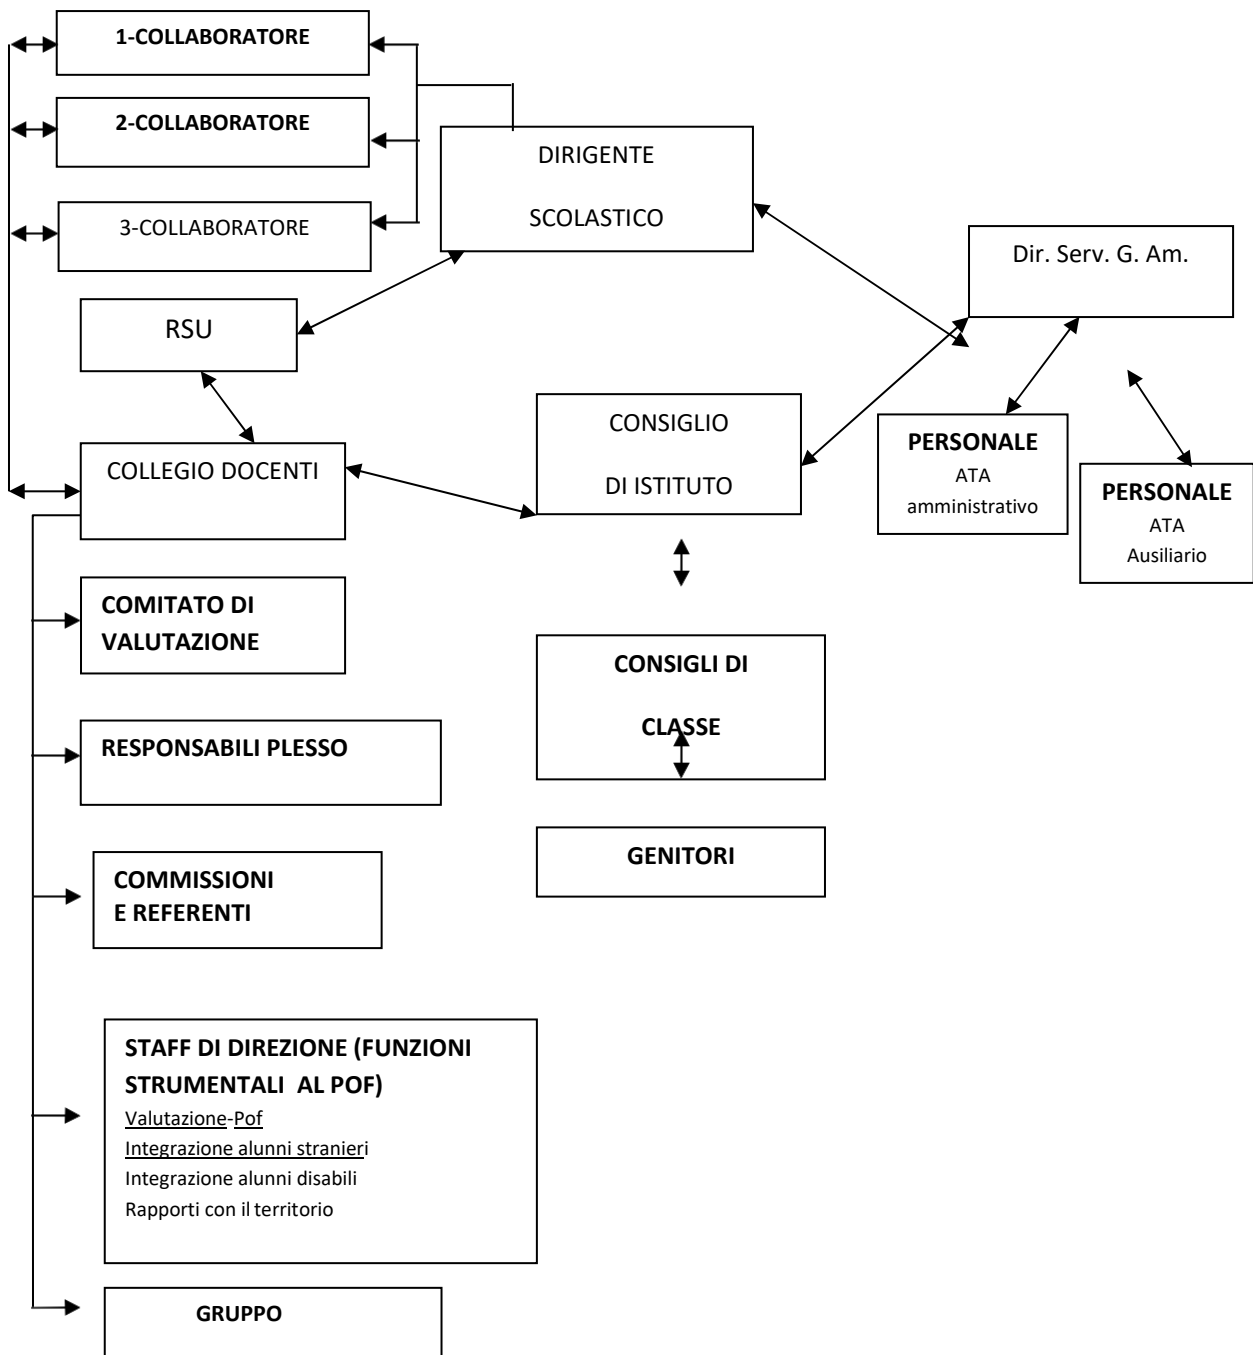 1-COLLABORATORE
2-COLLABORATORE
3-COLLABORATORE
DIRIGENTE
SCOLASTICO
Dir. Serv. G. Am.
RSU
COLLEGIO DOCENTI
CONSIGLIO
DI ISTITUTO
PERSONALE
ATA
amministrativo
PERSONALE
ATA
Ausiliario
COMITATO DI
VALUTAZIONE
CONSIGLI DI
CLASSE
RESPONSABILI PLESSO
GENITORI
COMMISSIONI
E REFERENTI
STAFF DI DIREZIONE (FUNZIONI
STRUMENTALI AL POF)
Valutazione-Pof
Integrazione alunni stranieri
Integrazione alunni disabili
Rapporti con il territorio
GRUPPO